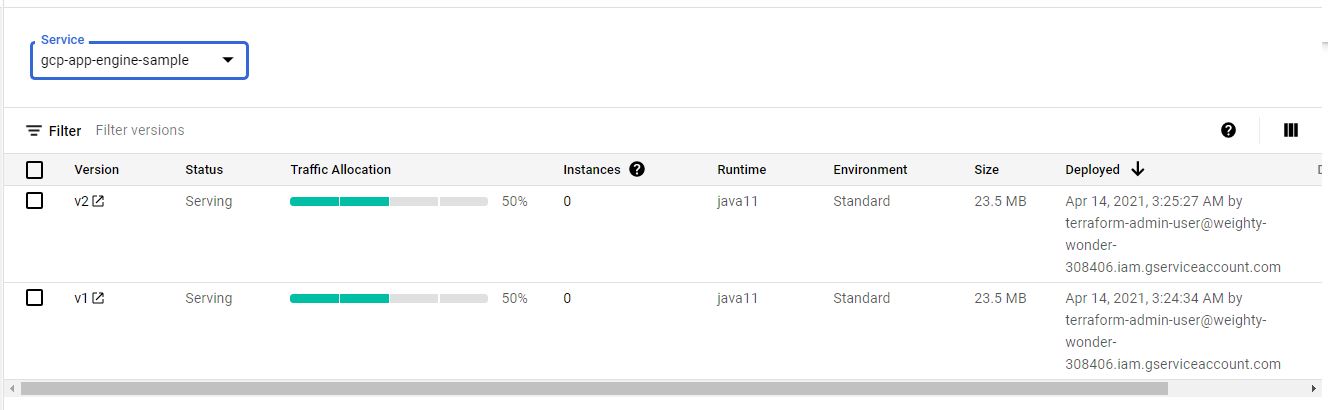 Service
gcp-app-engine-sample
Filter Filter versions
Version Status Traffic Allocation Instances Runtime Environment Size Deployed D
v2 Serving 50% 0 java11 Standard 23.5 MB Apr 14, 2021, 3:25:27 AM by
terraform-admin-user@weighty-
wonder-
308406.iam.gserviceaccount.com
v1 Serving 50% 0 java11 Standard 23.5 MB Apr 14, 2021, 3:24:34 AM by
terraform-admin-user@weighty-
wonder-
308406.iam.gserviceaccount.com